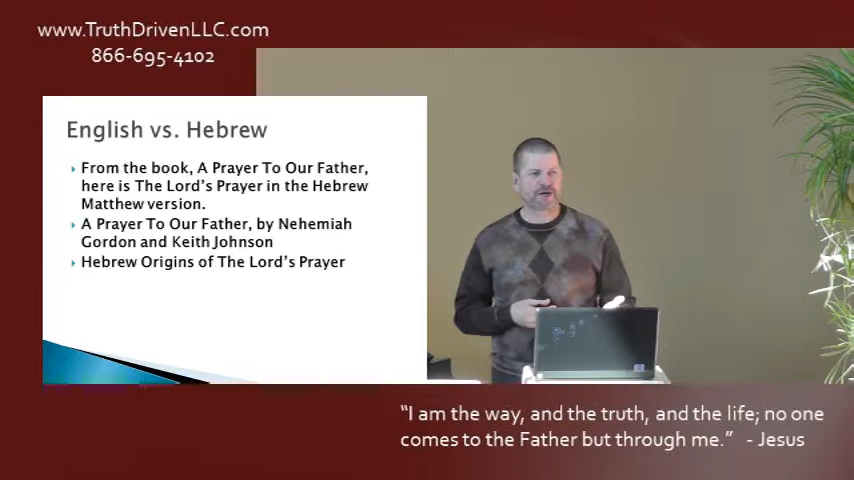 www.TruthDrivenLLC.com
866-695-4102
English vs. Hebrew
From the book, A Prayer To Our Father,
here is The Lord's Prayer in the Hebrew
Matthew version.
A Prayer To Our Father, by Nehemiah
Gordon and Keith Johnson
Hebrew Origins of The Lord's Prayer
“I am the way, and the truth, and the life; no one
comes to the Father but through me.” - Jesus